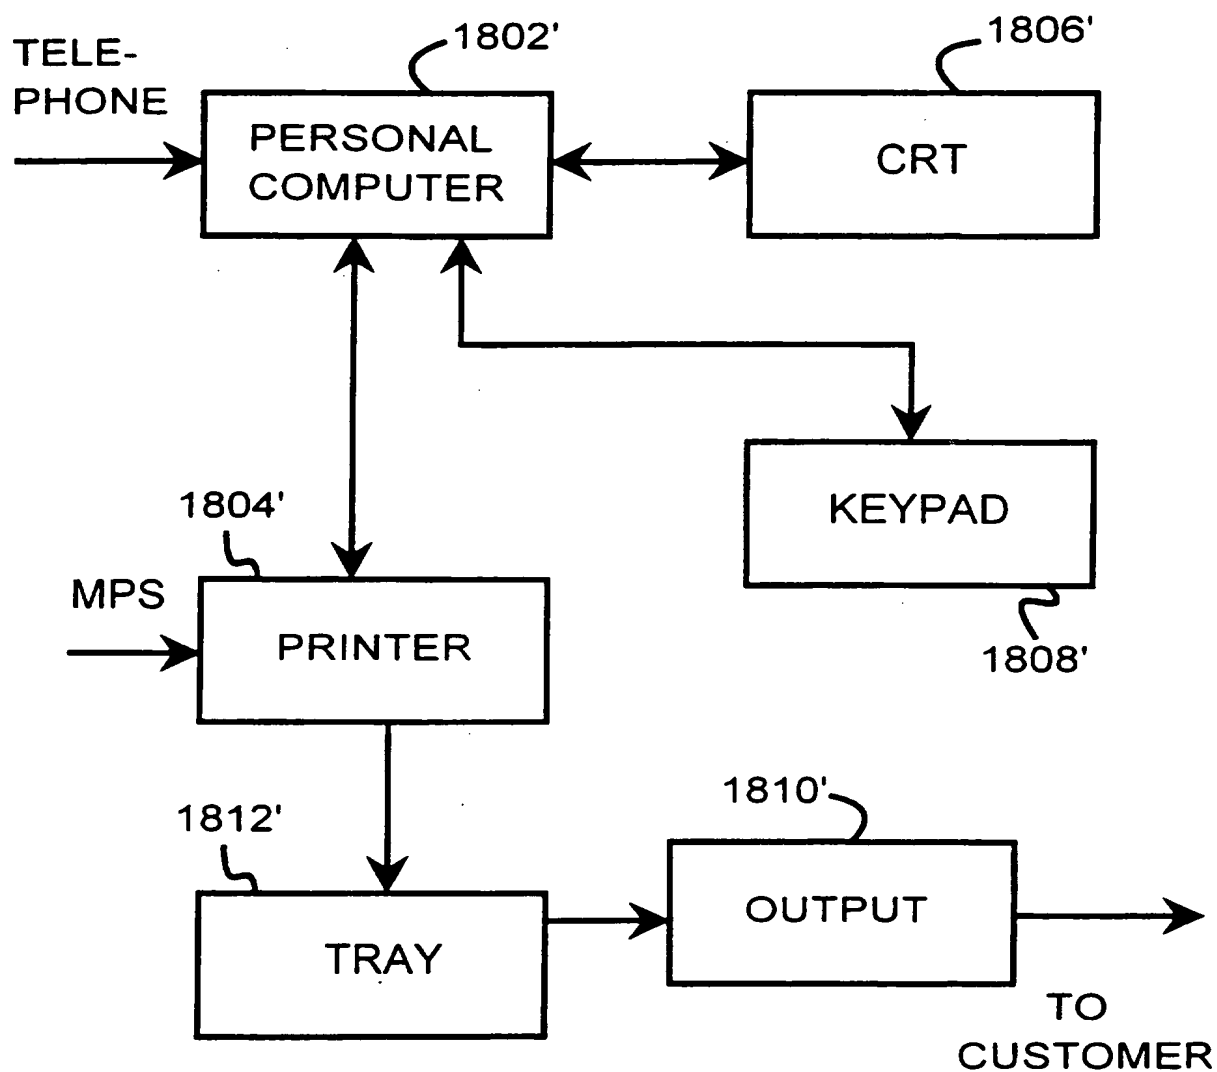 1802'
1806'
TELE-
PHONE
PERSONAL
COMPUTER
CRT
1804'
KEYPAD
MPS
PRINTER
1808'
1810'
1812'
OUTPUT
TRAY
TO
CUSTOMER